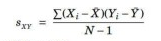 s_{XY} = \frac{\sum (X_i - \bar{X})(Y_i - \bar{Y})}{N - 1}